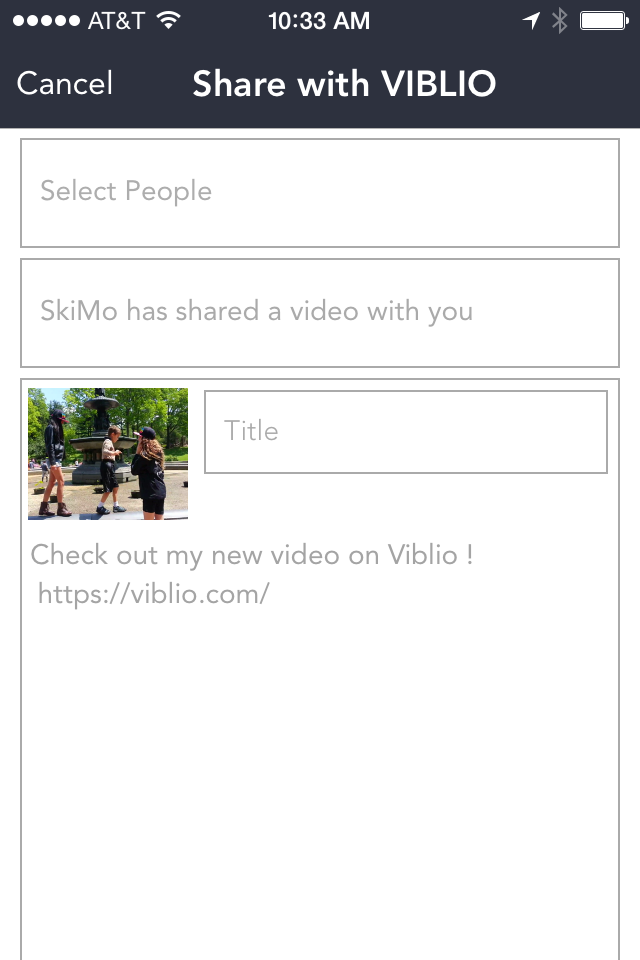 AT&T 10:33 AM
Cancel Share with VIBLIO
Select People
SkiMo has shared a video with you
Title
Check out my new video on Viblio !
https://viblio.com/